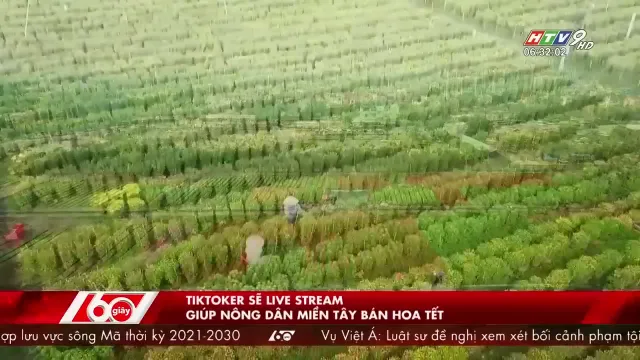 HTV9 HD
06:32:02
TIKTOKER SẼ LIVE STREAM
60 giây
GIÚP NÔNG DÂN MIỀN TÂY BÁN HOA TẾT
ợp lưu vực sông Mã thời kỳ 2021-2030 60 Vụ Việt Á: Luật sư đề nghị xem xét bối cảnh phạm tộ